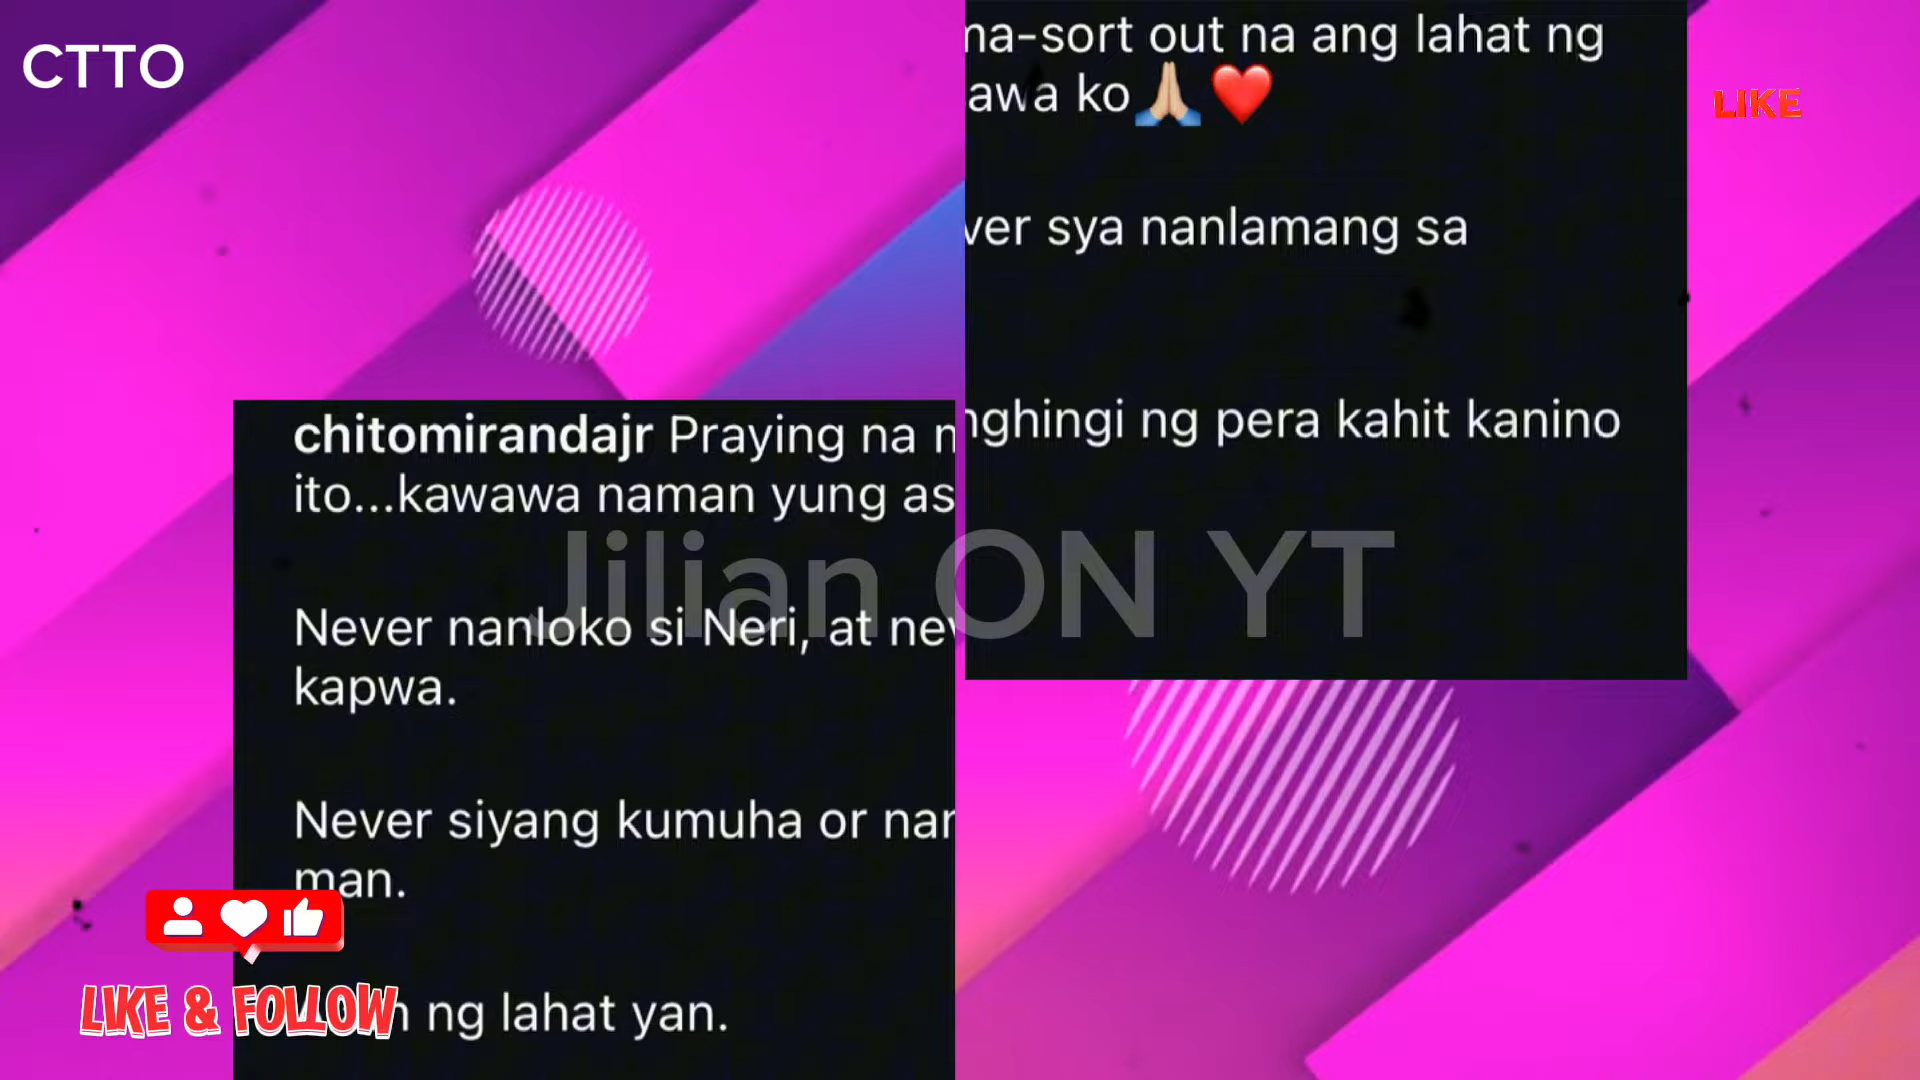 CTTO
ma-sort out na ang lahat ng
awa ko🙏🏼❤️
LIKE
ver sya nanlamang sa
nghingi ng pera kahit kanino
chitomirandajr Praying na m
ito...kawawa naman yung as
Jilian ON YT
Never nanloko si Neri, at nev
kapwa.
Never siyang kumuha or nan
man.
ng lahat yan.
LIKE & FOLLOW